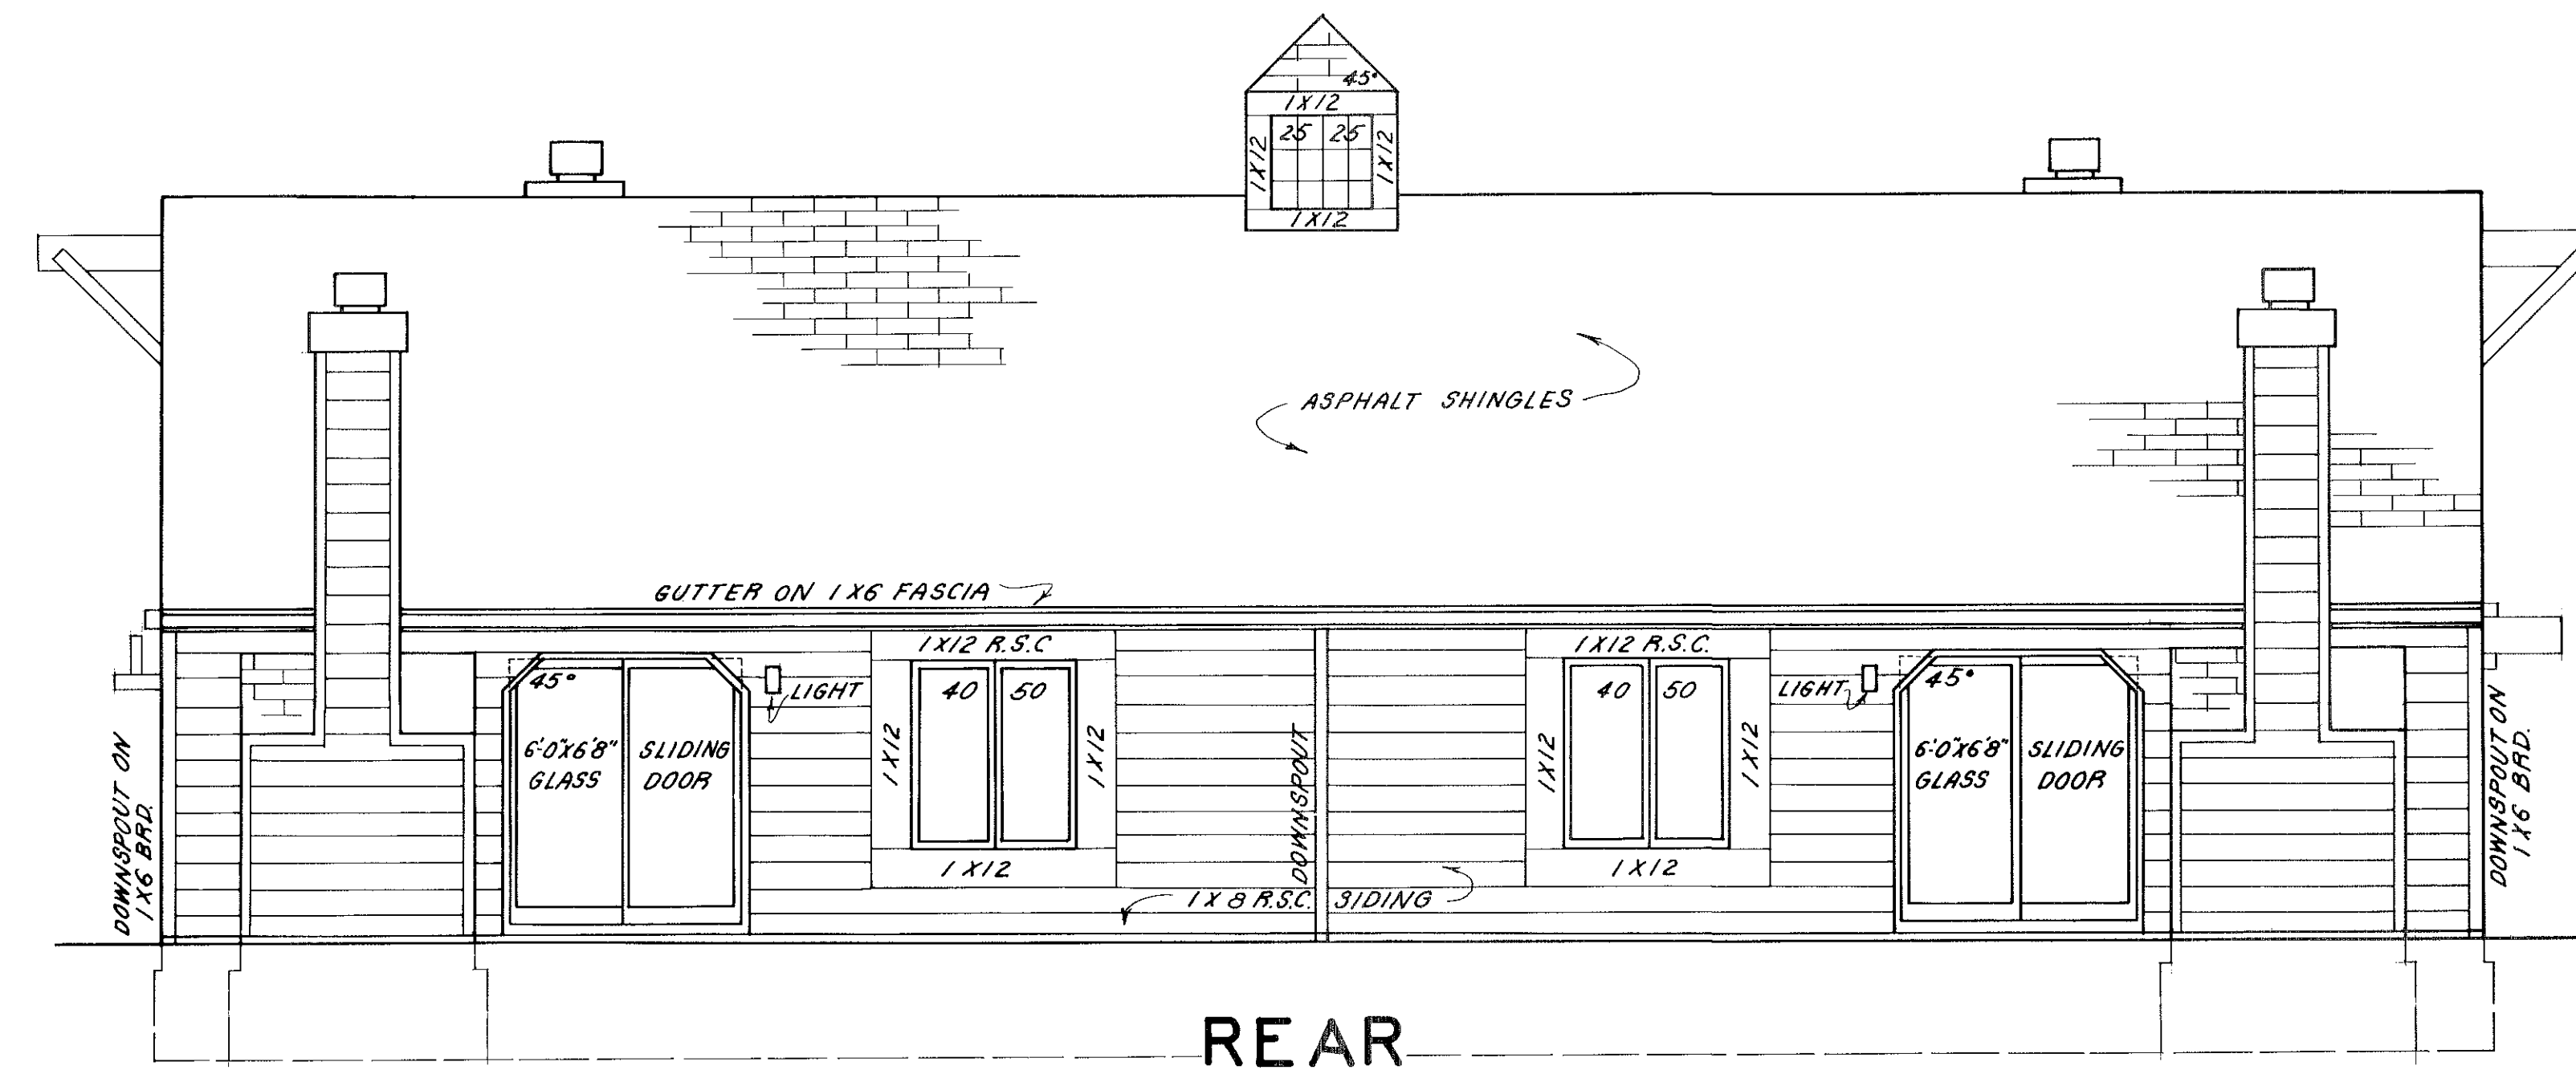 45°
1X12
1X12
25 25
1X12
1X12
ASPHALT SHINGLES
GUTTER ON 1X6 FASCIA
1X12 R.S.C
1X12 R.S.C.
45°
LIGHT
40 50
40 50
LIGHT
45°
DOWNSPOUT ON
1X6 BRD.
6'-0"X6'8"
GLASS
SLIDING
DOOR
1X12
1X12
DOWNSPOUT
1X12
1X12
6'-0"X6'8"
GLASS
SLIDING
DOOR
DOWNSPOUT ON
1X6 BRD.
1X12
1X12
1X8 R.S.C. SIDING
REAR